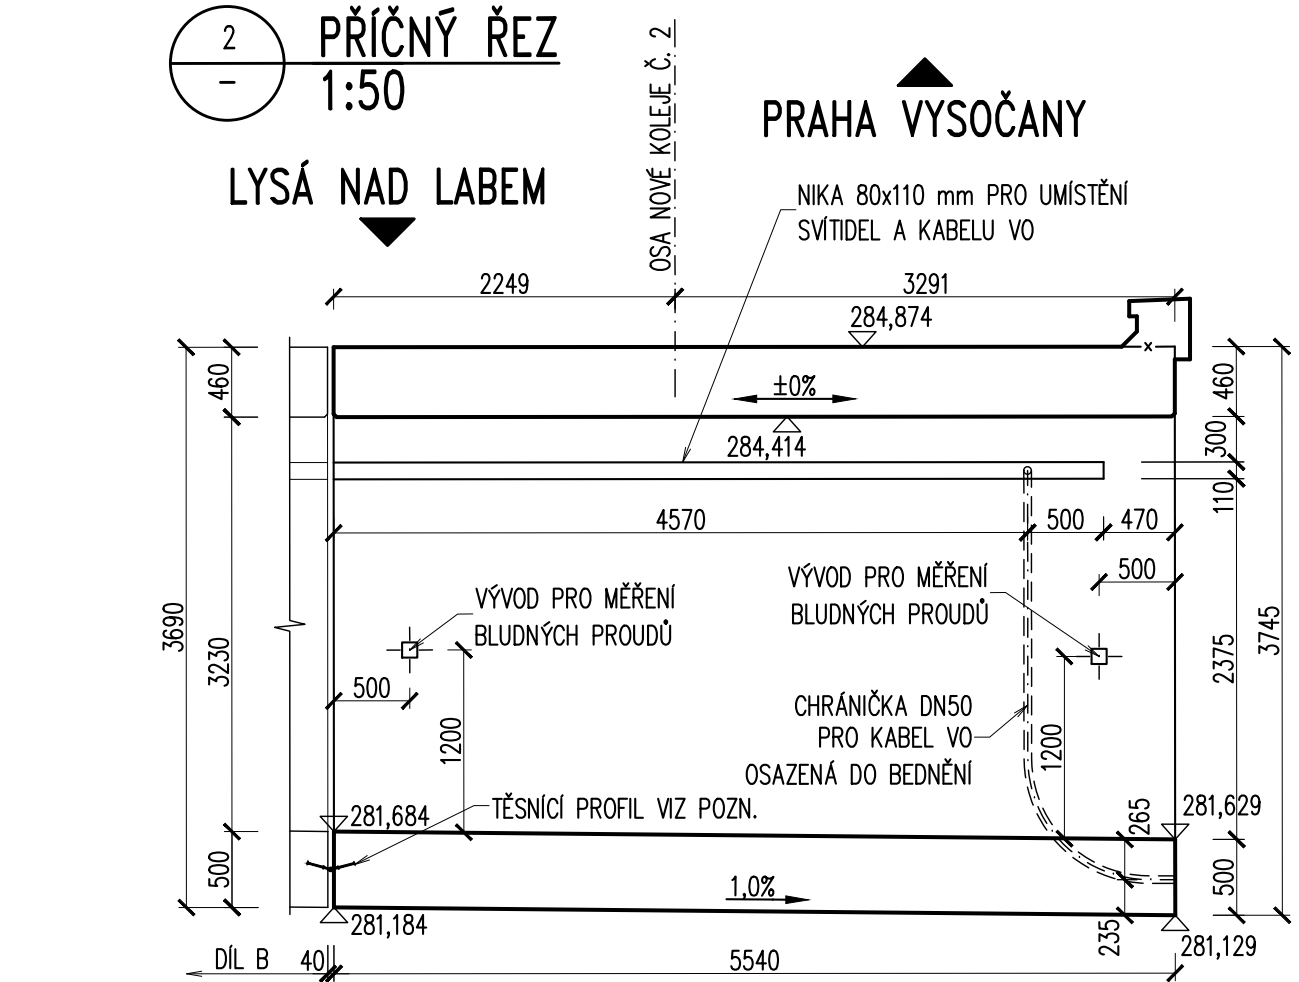 2
PŘÍČNÝ ŘEZ
–
1:50
OSA NOVÉ KOLEJE Č. 2
PRAHA VYSOČANY
LYSÁ NAD LABEM
NIKA 80x110 mm PRO UMÍSTĚNÍ
SVÍTIDEL A KABELU VO
2249
3291
284,874
460
±0%
460
284,414
300
110
4570
500
470
VÝVOD PRO MĚŘENÍ
BLUDNÝCH PROUDŮ
500
VÝVOD PRO MĚŘENÍ
BLUDNÝCH PROUDŮ
3690
3230
2375
3745
500
1200
CHRÁNIČKA DN50
PRO KABEL VO
OSAZENÁ DO BEDNĚNÍ
1200
TĚSNÍCÍ PROFIL VIZ POZN.
281,684
265
281,629
500
1,0%
500
281,184
235
281,129
DÍL B
40
5540